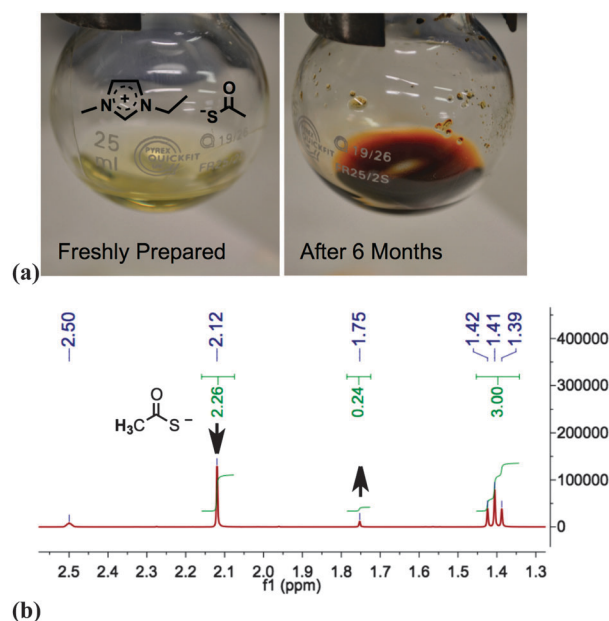 +
-S
O
N
N
25
ml
PYREX
QUICKFIT
19/26
19/26
FR25/2S
Freshly Prepared
After 6 Months
(a)
2.50
2.12
1.75
1.42
1.41
1.39
2.26
0.24
3.00
O
H₃C
S
-
400000
300000
200000
100000
0
2.5 2.4 2.3 2.2 2.1 2.0 1.9 1.8 1.7 1.6 1.5 1.4 1.3
f1 (ppm)
(b)